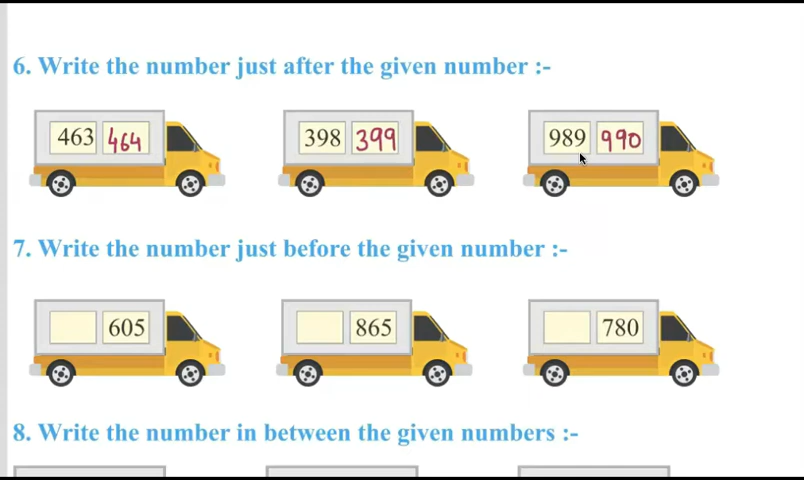 6. Write the number just after the given number :-
463 464 398 399 989 990
7. Write the number just before the given number :-
605 865 780
8. Write the number in between the given numbers :-